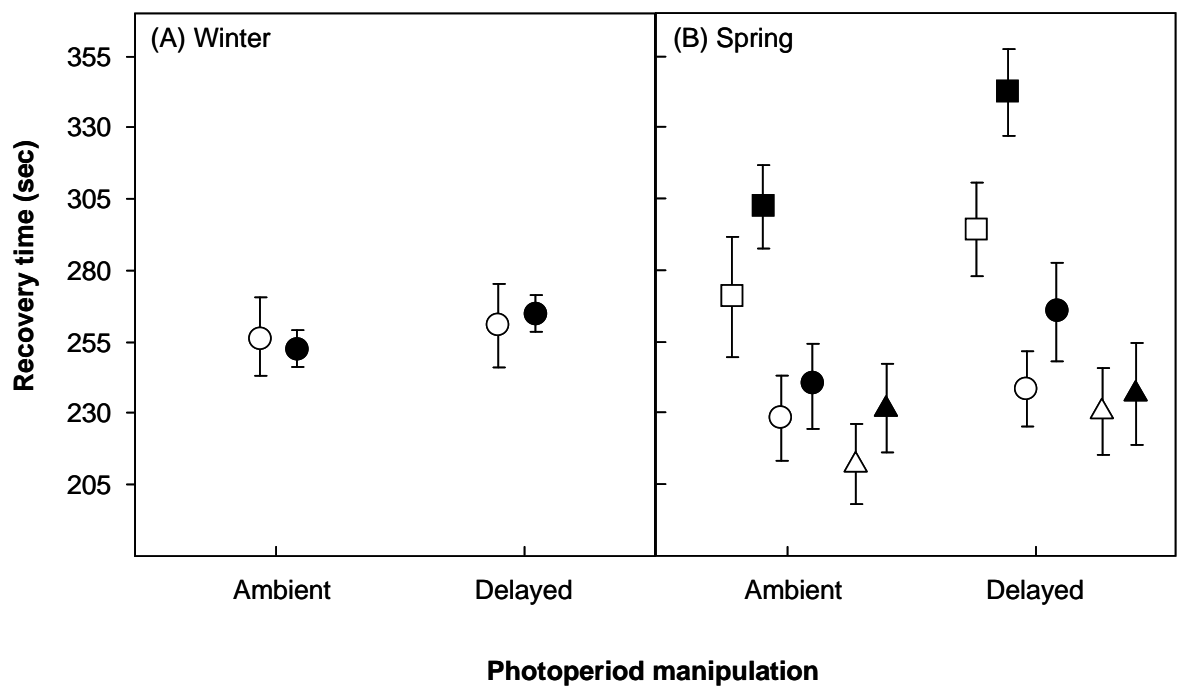 (A) Winter
(B) Spring
355
330
305
280
255
230
205
Recovery time (sec)
Ambient
Delayed
Ambient
Delayed
Photoperiod manipulation